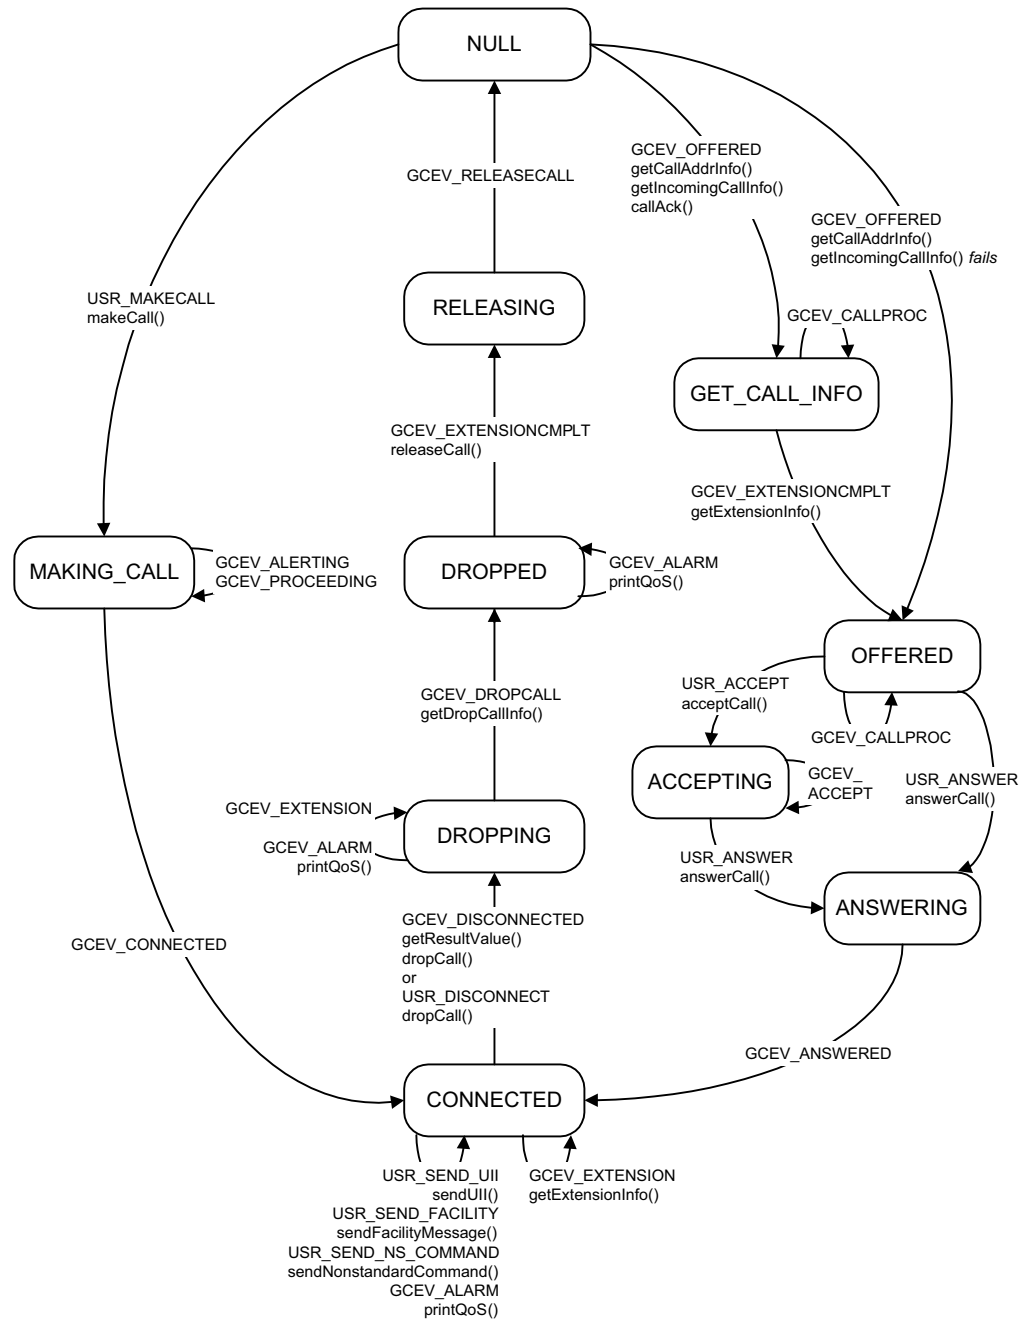 NULL
GCEV_OFFERED
getCallAddrInfo()
getIncomingCallInfo()
callAck()
GCEV_RELEASECALL
GCEV_OFFERED
getCallAddrInfo()
getIncomingCallInfo() fails
USR_MAKECALL
makeCall()
RELEASING
GCEV_CALLPROC
GET_CALL_INFO
GCEV_EXTENSIONCMPLT
releaseCall()
GCEV_EXTENSIONCMPLT
getExtensionInfo()
MAKING_CALL
GCEV_ALERTING
GCEV_PROCEEDING
DROPPED
GCEV_ALARM
printQoS()
OFFERED
USR_ACCEPT
acceptCall()
GCEV_DROPCALL
getDropCallInfo()
GCEV_CALLPROC
ACCEPTING
GCEV_
ACCEPT
USR_ANSWER
answerCall()
GCEV_EXTENSION
DROPPING
GCEV_ALARM
printQoS()
USR_ANSWER
answerCall()
ANSWERING
GCEV_CONNECTED
GCEV_DISCONNECTED
getResultValue()
dropCall()
or
USR_DISCONNECT
dropCall()
GCEV_ANSWERED
CONNECTED
USR_SEND_UII
sendUII()
USR_SEND_FACILITY
sendFacilityMessage()
USR_SEND_NS_COMMAND
sendNonstandardCommand()
GCEV_ALARM
printQoS()
GCEV_EXTENSION
getExtensionInfo()